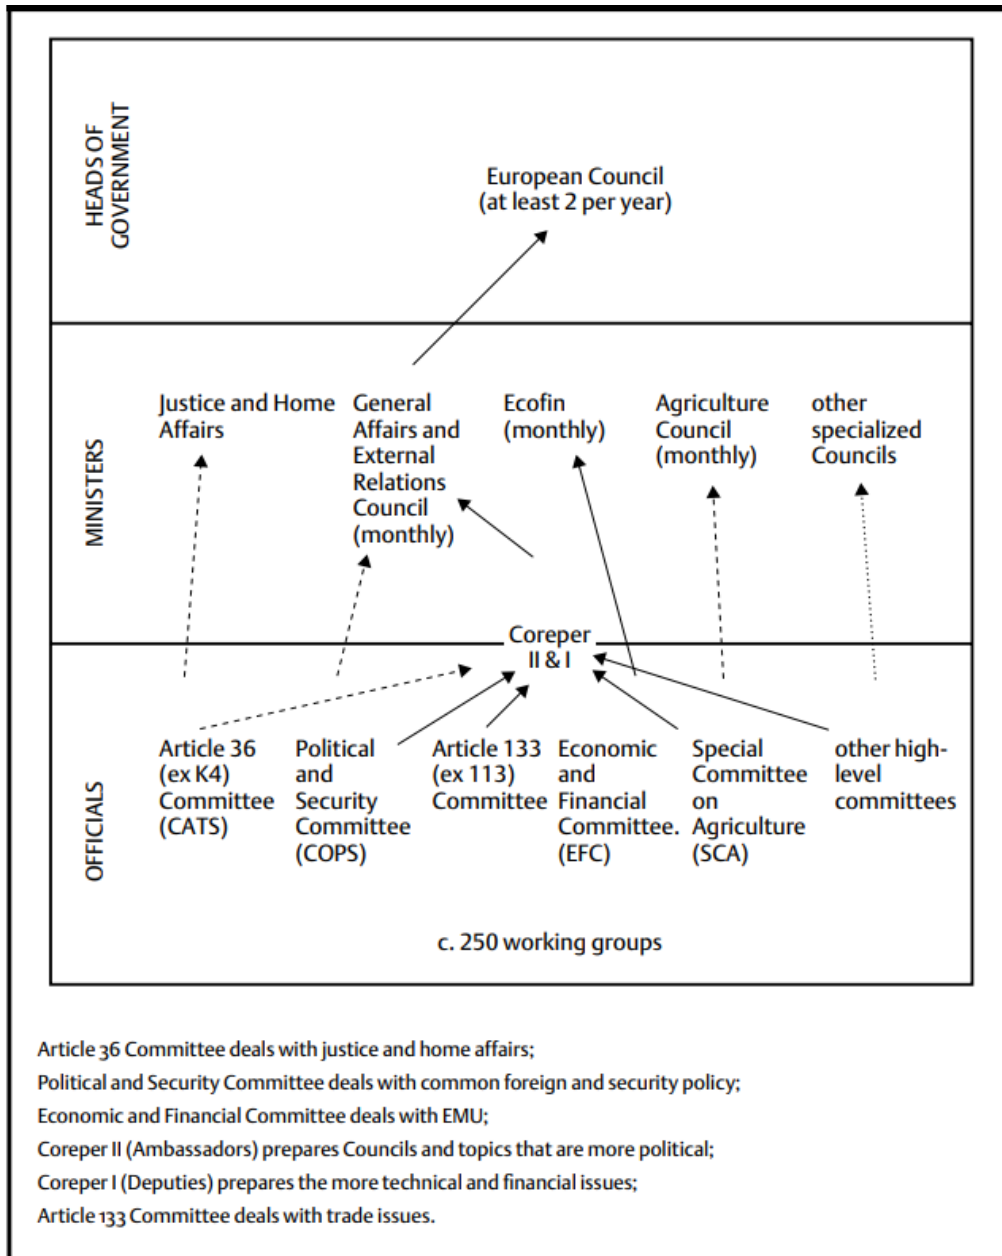 HEADS OF
GOVERNMENT
European Council
(at least 2 per year)
MINISTERS
Justice and Home
Affairs
General
Affairs and
External
Relations
Council
(monthly)
Ecofin
(monthly)
Agriculture
Council
(monthly)
other
specialized
Councils
Coreper
II & I
OFFICIALS
Article 36
(ex K4)
Committee
(CATS)
Political
and
Security
Committee
(COPS)
Article 133
(ex 113)
Committee
Economic
and
Financial
Committee.
(EFC)
Special
Committee
on
Agriculture
(SCA)
other high-
level
committees
c. 250 working groups
Article 36 Committee deals with justice and home affairs;
Political and Security Committee deals with common foreign and security policy;
Economic and Financial Committee deals with EMU;
Coreper II (Ambassadors) prepares Councils and topics that are more political;
Coreper I (Deputies) prepares the more technical and financial issues;
Article 133 Committee deals with trade issues.